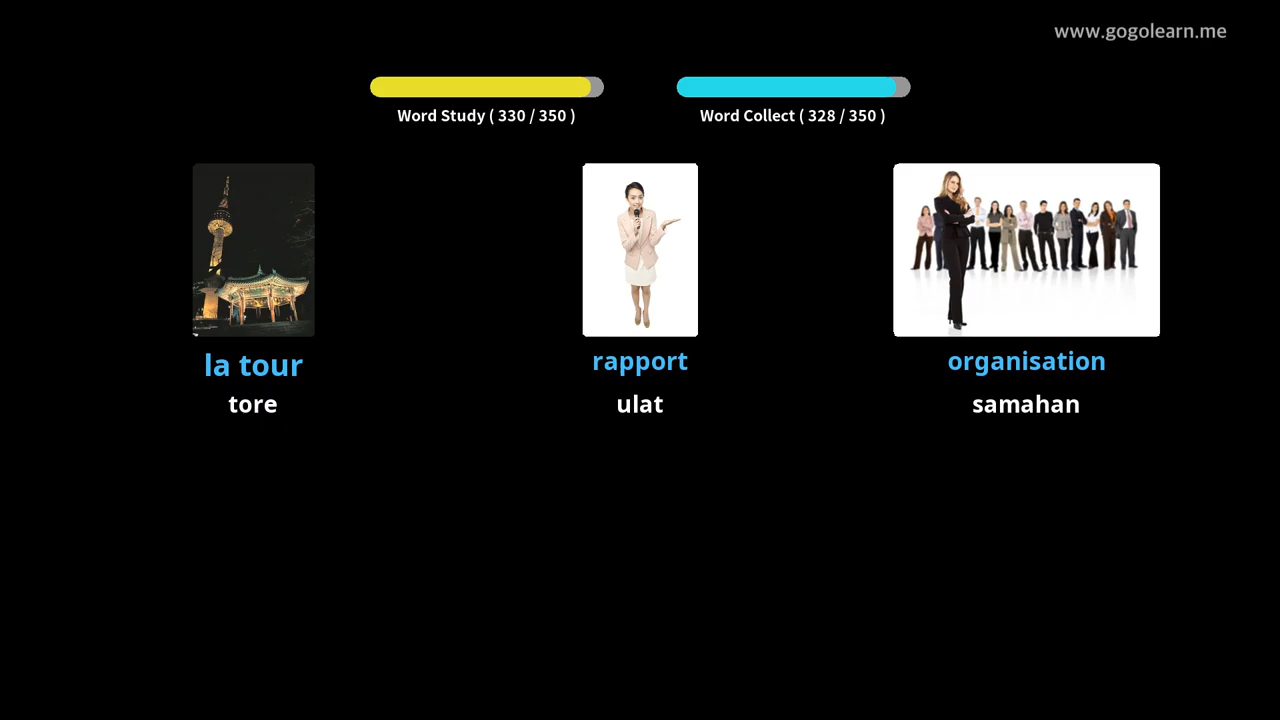 www.gogolearn.me
Word Study ( 330 / 350 )
Word Collect ( 328 / 350 )
la tour
rapport
organisation
tore
ulat
samahan